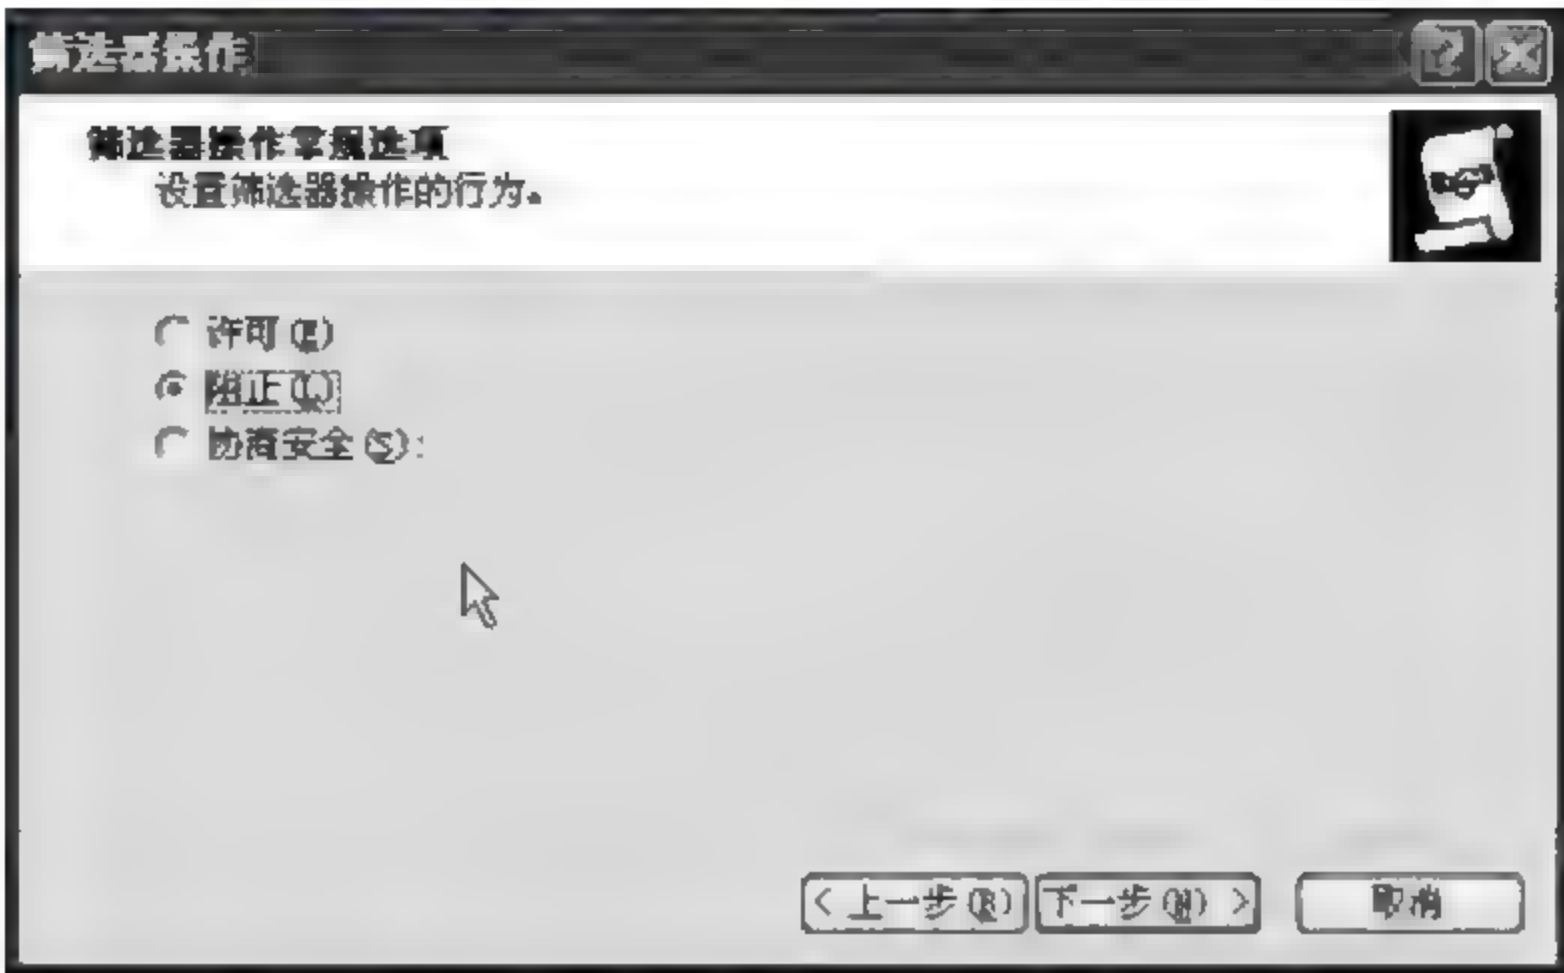 筛选器操作
筛选器操作常规选项
设置筛选器操作的行为。
许可(P)
阻止(L)
协商安全(S):
< 上一步(B) 下一步(N) > 取消